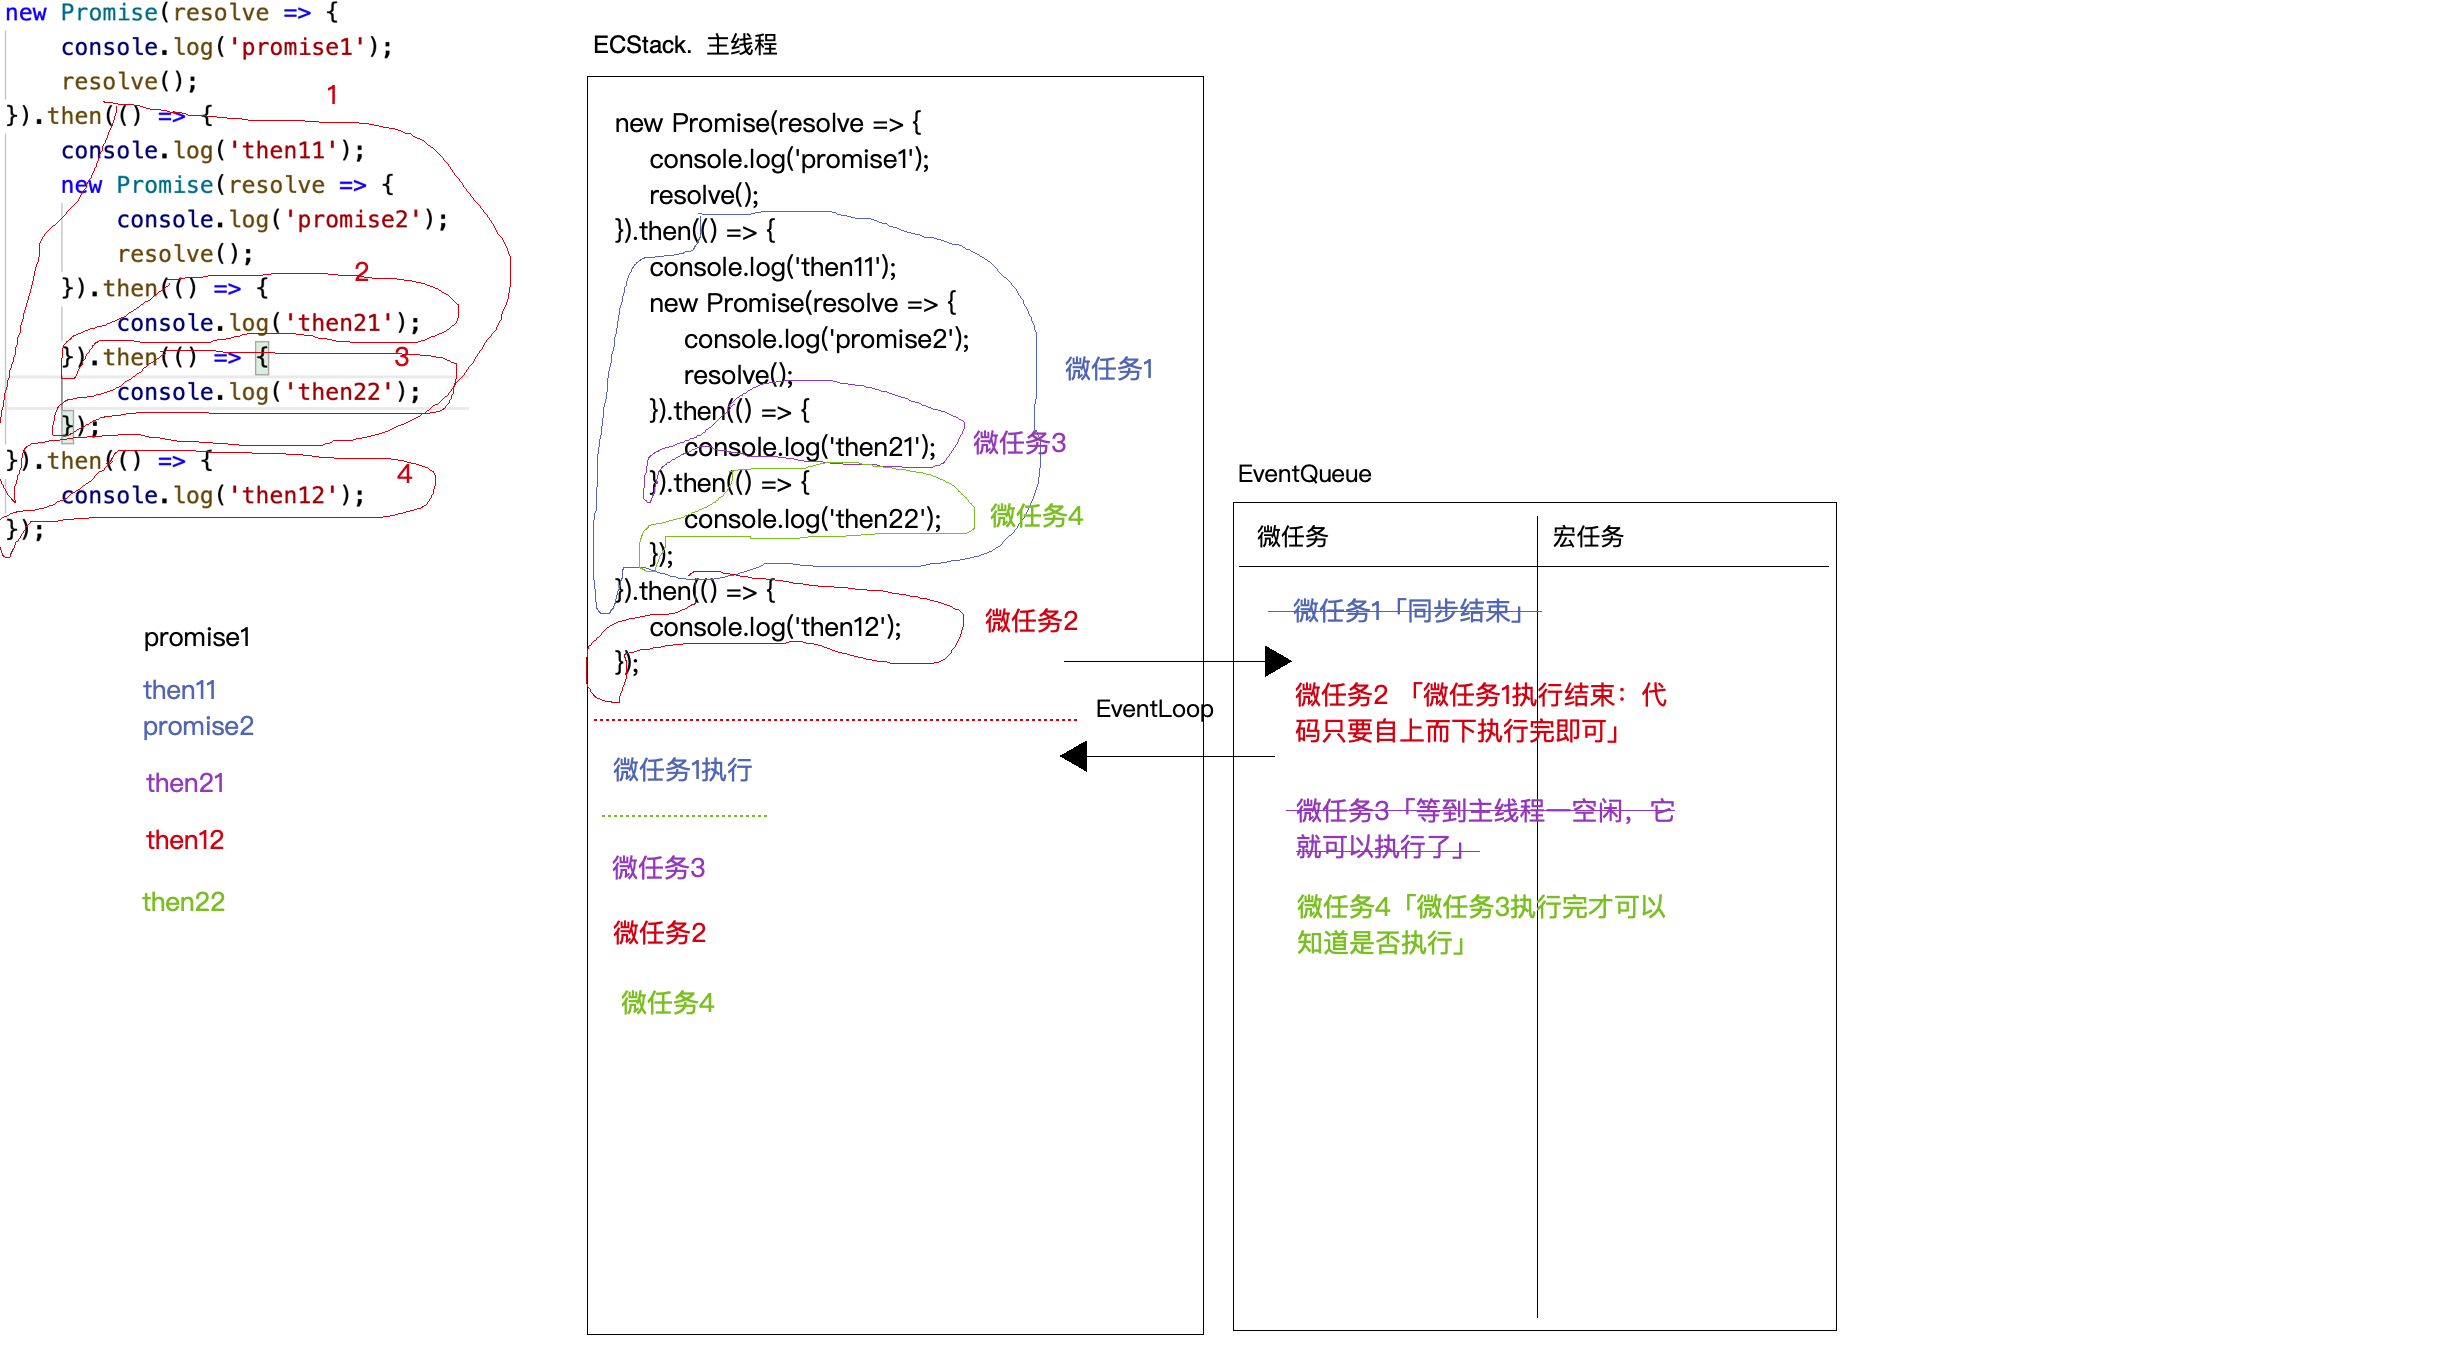 new Promise(resolve => {
console.log('promise1');
resolve();
}).then(() => {
console.log('then11');
new Promise(resolve => {
console.log('promise2');
resolve();
}).then(() => {
console.log('then21');
}).then(() => {
console.log('then22');
});
}).then(() => {
console.log('then12');
});
1
2
3
4
promise1
then11
promise2
then21
then12
then22
ECStack. 主线程
new Promise(resolve => {
console.log('promise1');
resolve();
}).then(() => {
console.log('then11');
new Promise(resolve => {
console.log('promise2');
resolve();
}).then(() => {
console.log('then21');
}).then(() => {
console.log('then22');
});
}).then(() => {
console.log('then12');
});
微任务1
微任务3
微任务4
微任务2
微任务1执行
微任务3
微任务2
微任务4
EventLoop
EventQueue
微任务
宏任务
微任务1「同步结束」
微任务2 「微任务1执行结束：代
码只要自上而下执行完即可」
微任务3「等到主线程一空闲，它
就可以执行了」
微任务4「微任务3执行完才可以
知道是否执行」